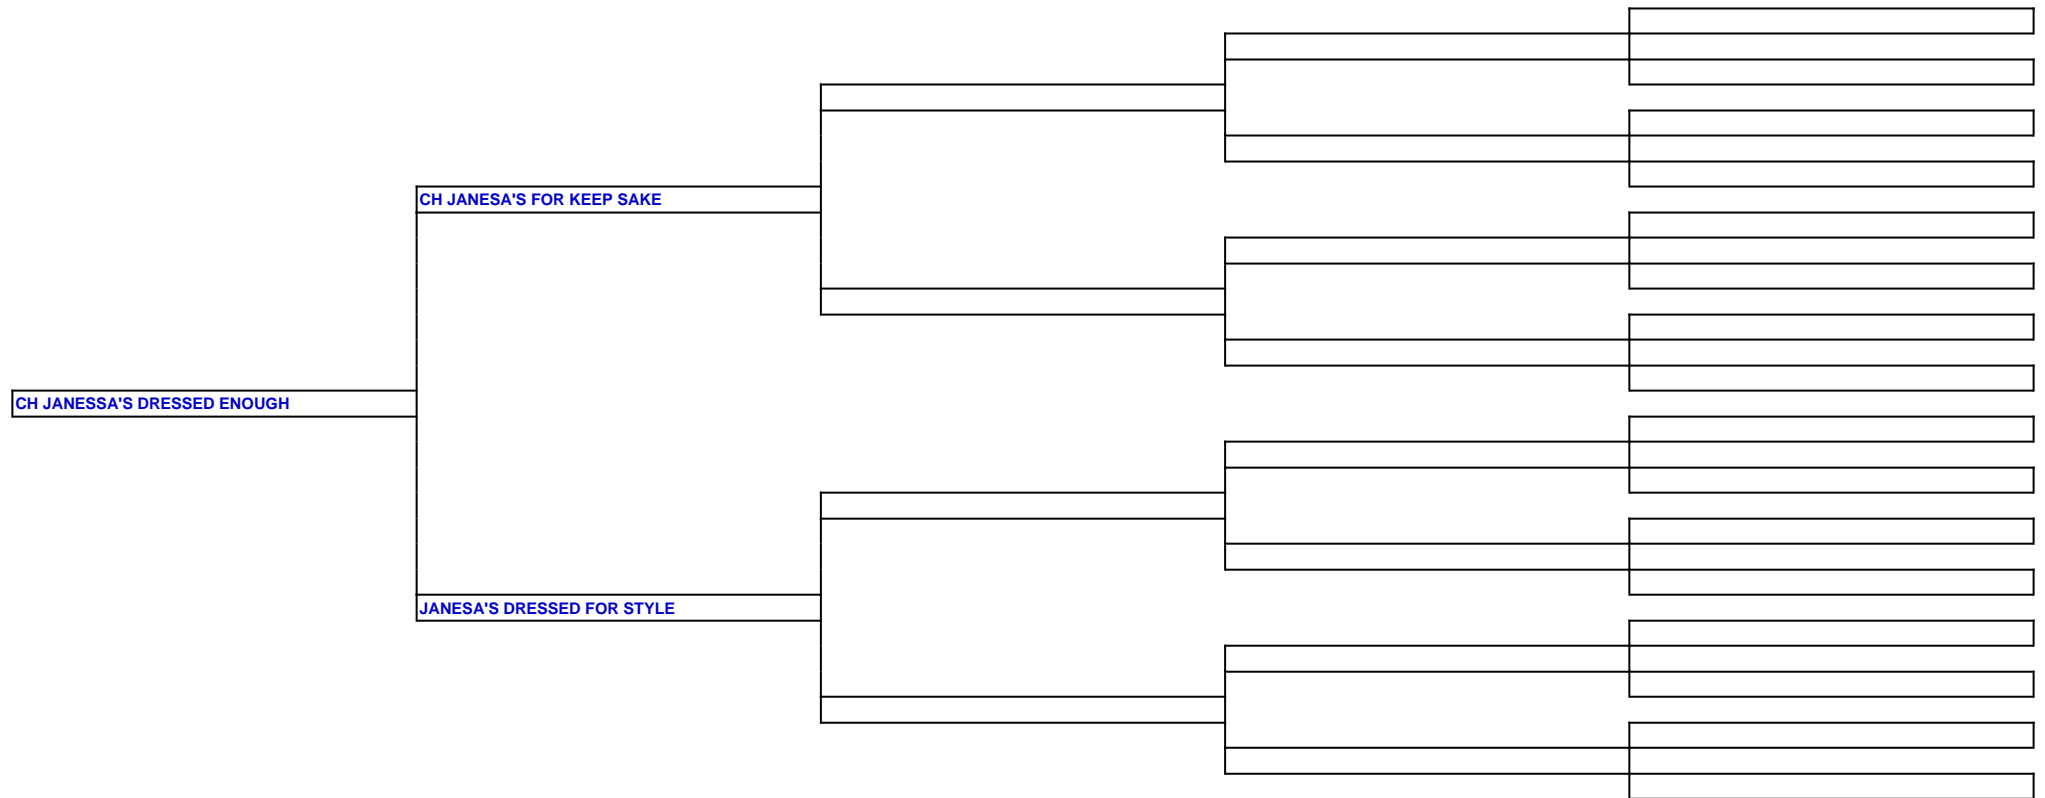 CH JANESA'S FOR KEEP SAKE
CH JANESSA'S DRESSED ENOUGH
JANESA'S DRESSED FOR STYLE